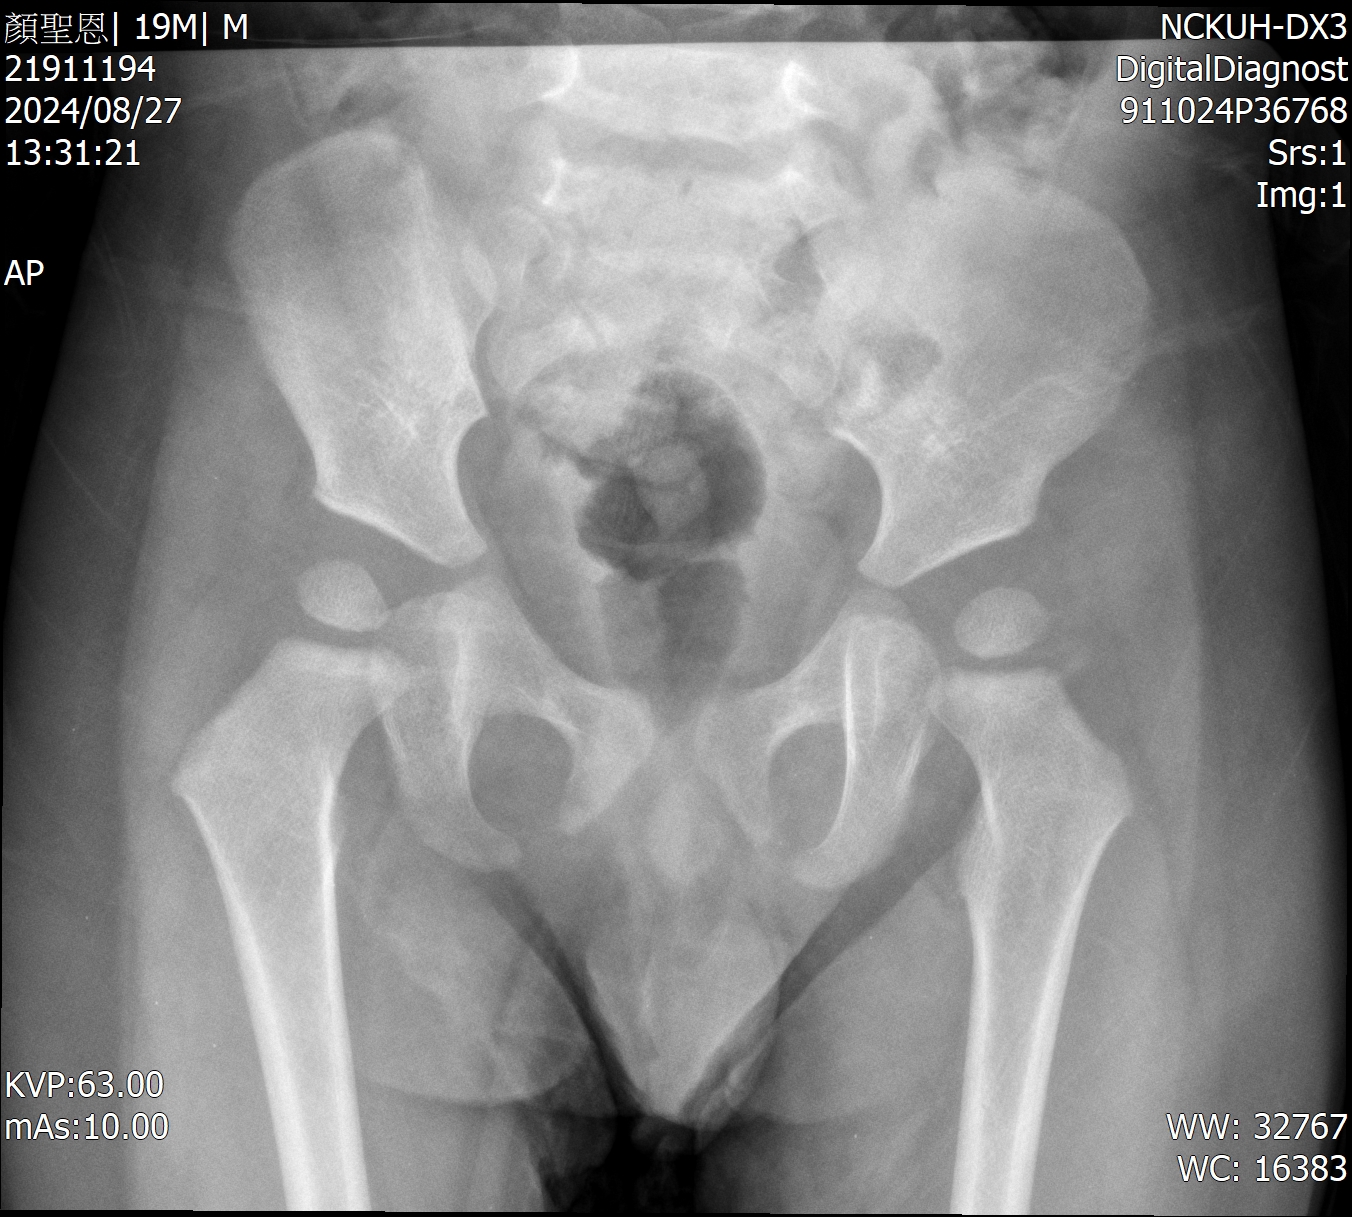 顏聖恩| 19M| M
21911194
2024/08/27
13:31:21
AP
NCKUH-DX3
DigitalDiagnost
911024P36768
Srs:1
Img:1
KVP:63.00
mAs:10.00
WW: 32767
WC: 16383